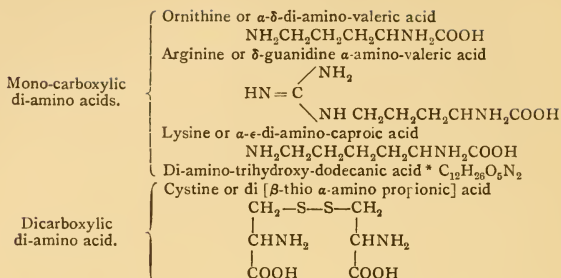 Mono-carboxylic
di-amino acids.
Ornithine or α-δ-di-amino-valeric acid
NH₂CH₂CH₂CH₂CHNH₂COOH
Arginine or δ-guanidine α-amino-valeric acid
NH₂
HN = C
NH CH₂CH₂CH₂CHNH₂COOH
Lysine or α-ε-di-amino-caproic acid
NH₂CH₂CH₂CH₂CH₂CHNH₂COOH
Di-amino-trihydroxy-dodecanic acid * C₁₂H₂₆O₅N₂
Dicarboxylic
di-amino acid.
Cystine or di [β-thio α-amino propionic] acid
CH₂—S—S—CH₂
CHNH₂ CHNH₂
COOH COOH